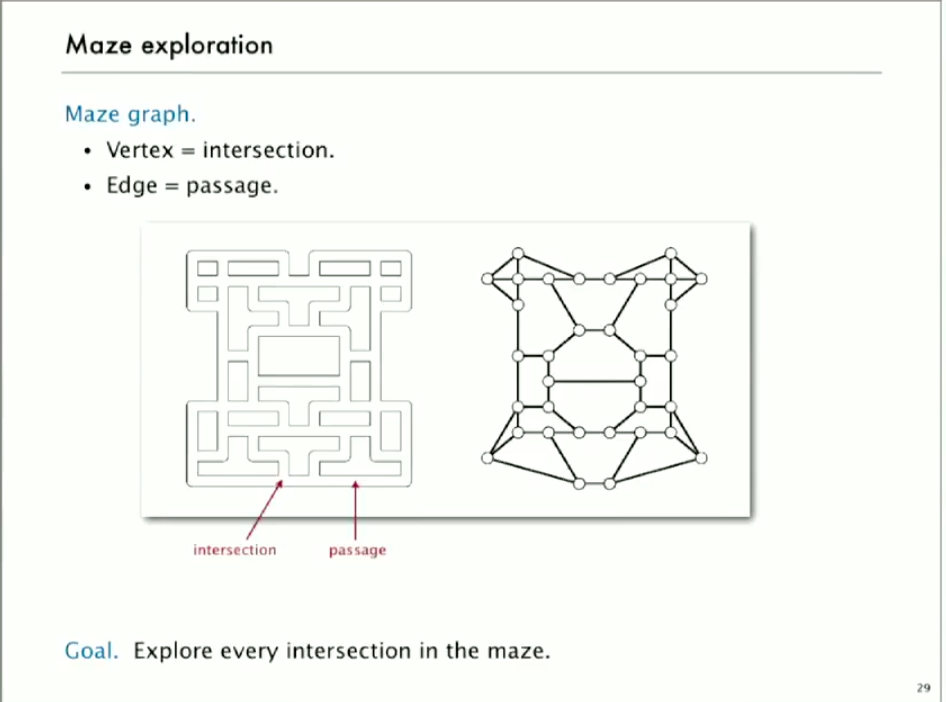 Maze exploration
Maze graph.
• Vertex = intersection.
• Edge = passage.
intersection
passage
Goal. Explore every intersection in the maze.
29